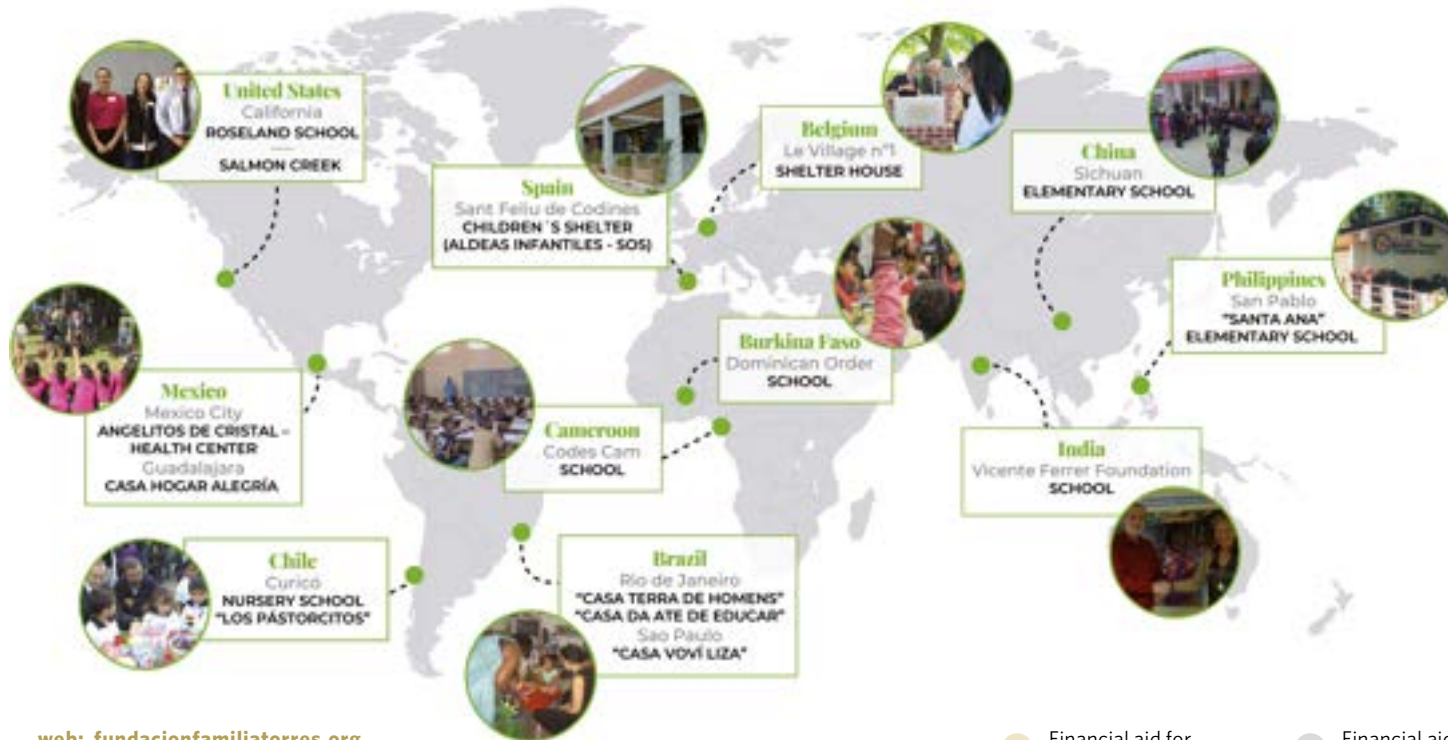 United States
California
ROSELAND SCHOOL
SALMON CREEK
Spain
Sant Feliu de Codines
CHILDREN´S SHELTER
(ALDEAS INFANTILES - SOS)
Belgium
Le Village nº1
SHELTER HOUSE
China
Sichuan
ELEMENTARY SCHOOL
Philippines
San Pablo
"SANTA ANA"
ELEMENTARY SCHOOL
Mexico
Mexico City
ANGELITOS DE CRISTAL –
HEALTH CENTER
Guadalajara
CASA HOGAR ALEGRÍA
Burkina Faso
Dominican Order
SCHOOL
Cameroon
Codes Cam
SCHOOL
India
Vicente Ferrer Foundation
SCHOOL
Chile
Curicó
NURSERY SCHOOL
"LOS PÁSTORCITOS"
Brazil
Rio de Janeiro
"CASA TERRA DE HOMENS"
"CASA DA ATE DE EDUCAR"
Sao Paulo
"CASA VOVÍ LIZA"
web: fundacionfamiliatorres.org
Financial aid for
Financial aid